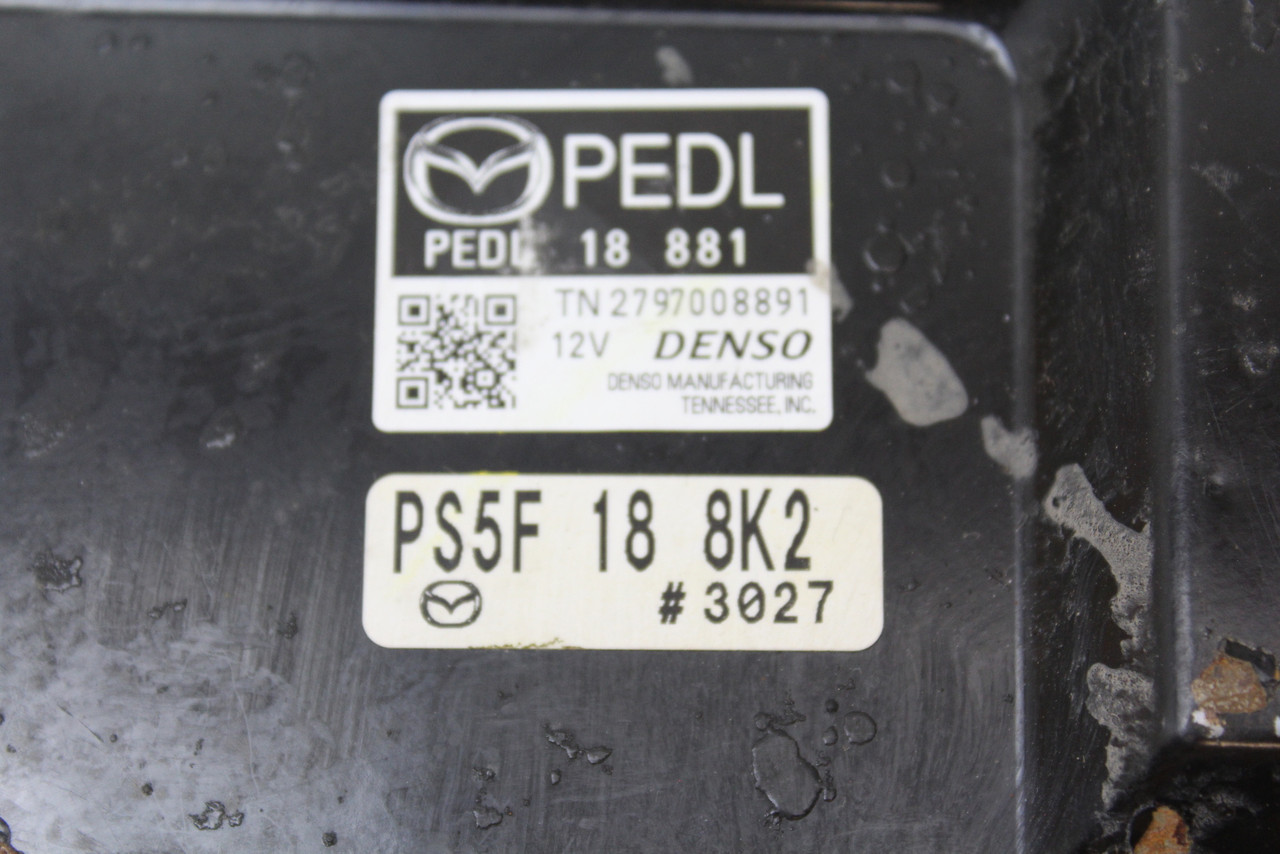 PEDL
PEDL 18 881
TN 2797008891
12V DENSO
DENSO MANUFACTURING
TENNESSEE, INC.
PS5F 18 8K2
#3027